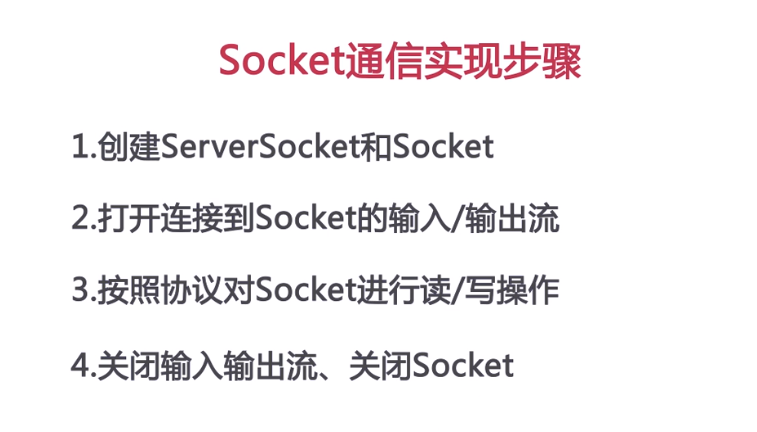 Socket通信实现步骤
1.创建ServerSocket和Socket
2.打开连接到Socket的输入/输出流
3.按照协议对Socket进行读/写操作
4.关闭输入输出流、关闭Socket